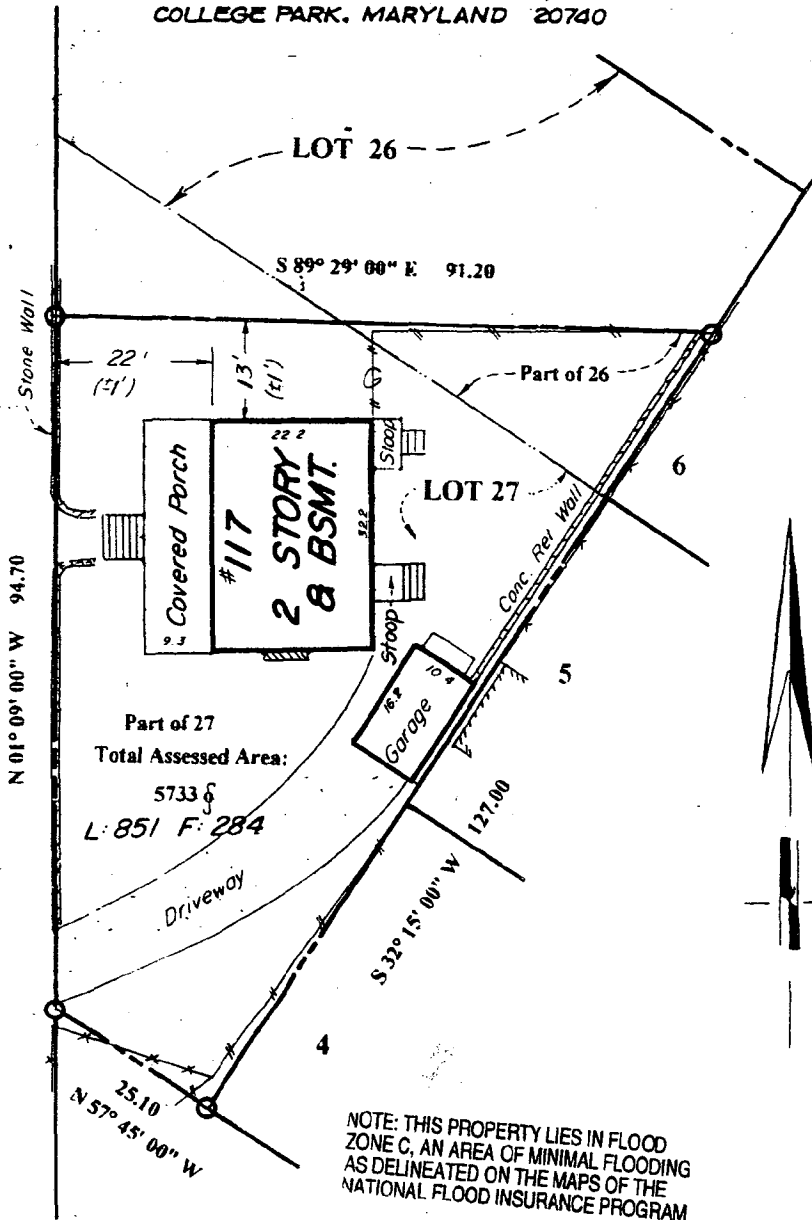 COLLEGE PARK. MARYLAND 20740
LOT 26
S 89° 29' 00" E 91.20
Stone Wall
22'
(±1')
13'
(±1')
Part of 26
6
22.2
Stoop
LOT 27
Covered Porch
#117
2 STORY
& BSMT.
32.2
Conc. Ret Wall
N 01° 09' 00" W 94.70
9.3
Stoop
5
10.4
16.2
Garage
Part of 27
Total Assessed Area:
5733
L: 851 F: 284
S 32° 15' 00" W 127.00
Driveway
4
25.10
N 57° 45' 00" W
NOTE: THIS PROPERTY LIES IN FLOOD
ZONE C, AN AREA OF MINIMAL FLOODING
AS DELINEATED ON THE MAPS OF THE
NATIONAL FLOOD INSURANCE PROGRAM